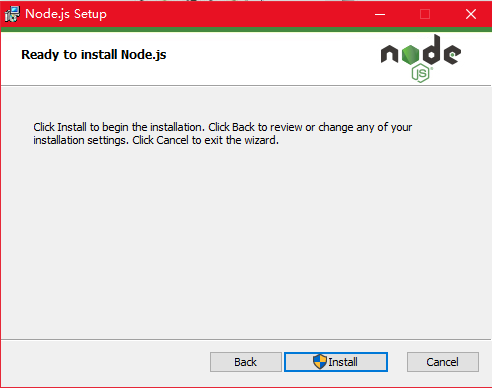 Node.js Setup
Ready to install Node.js
node
JS
Click Install to begin the installation. Click Back to review or change any of your
installation settings. Click Cancel to exit the wizard.
Back
Install
Cancel